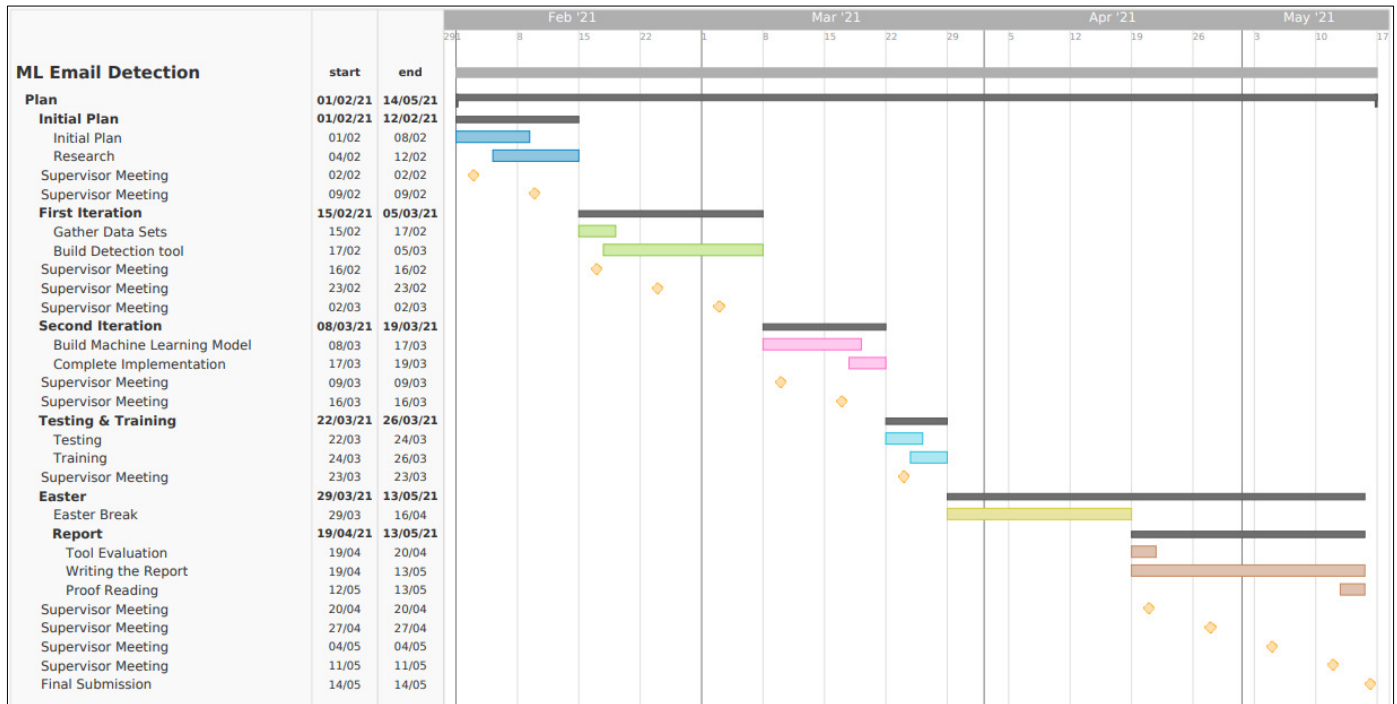 Feb '21 Mar '21 Apr '21 May '21
29 1 8 15 22 1 8 15 22 29 5 12 19 26 3 10 17
ML Email Detection start end
Plan 01/02/21 14/05/21
Initial Plan 01/02/21 12/02/21
Initial Plan 01/02 08/02
Research 04/02 12/02
Supervisor Meeting 02/02 02/02
Supervisor Meeting 09/02 09/02
First Iteration 15/02/21 05/03/21
Gather Data Sets 15/02 17/02
Build Detection tool 17/02 05/03
Supervisor Meeting 16/02 16/02
Supervisor Meeting 23/02 23/02
Supervisor Meeting 02/03 02/03
Second Iteration 08/03/21 19/03/21
Build Machine Learning Model 08/03 17/03
Complete Implementation 17/03 19/03
Supervisor Meeting 09/03 09/03
Supervisor Meeting 16/03 16/03
Testing & Training 22/03/21 26/03/21
Testing 22/03 24/03
Training 24/03 26/03
Supervisor Meeting 23/03 23/03
Easter 29/03/21 13/05/21
Easter Break 29/03 16/04
Report 19/04/21 13/05/21
Tool Evaluation 19/04 20/04
Writing the Report 19/04 13/05
Proof Reading 12/05 13/05
Supervisor Meeting 20/04 20/04
Supervisor Meeting 27/04 27/04
Supervisor Meeting 04/05 04/05
Supervisor Meeting 11/05 11/05
Final Submission 14/05 14/05